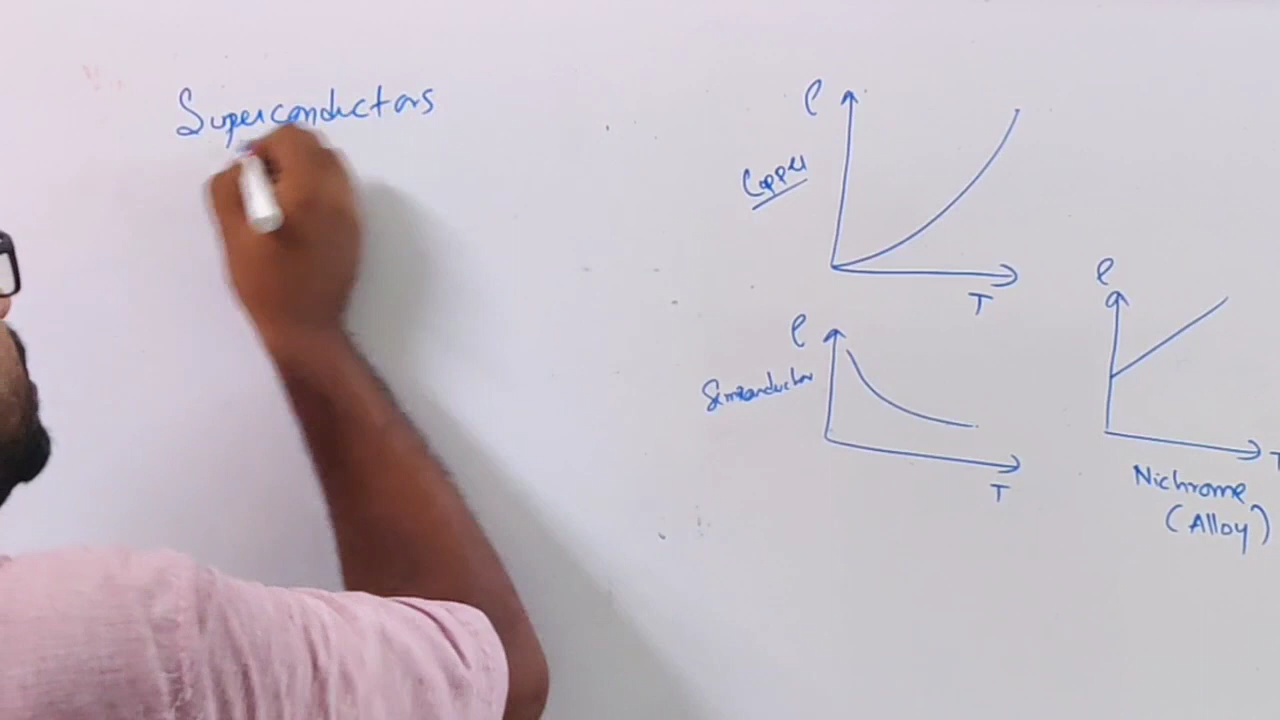 Superconductors
ρ
Copper
T
ρ
Semiconductor
T
ρ
T
Nichrome
(Alloy)